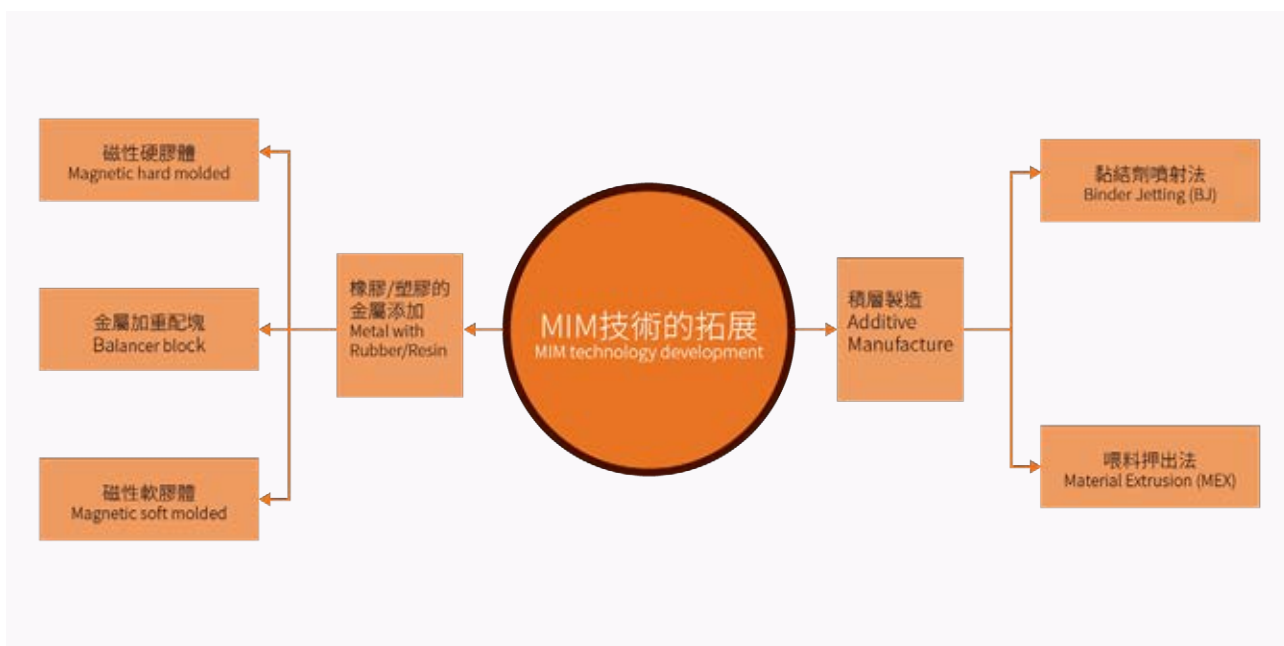 磁性硬膠體
Magnetic hard molded
金屬加重配塊
Balancer block
磁性軟膠體
Magnetic soft molded
橡膠/塑膠的
金屬添加
Metal with
Rubber/Resin
MIM技術的拓展
MIM technology development
積層製造
Additive
Manufacture
黏結劑噴射法
Binder Jetting (BJ)
喂料押出法
Material Extrusion (MEX)